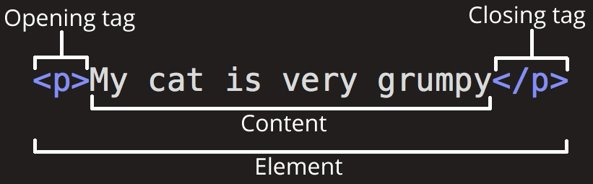 Opening tag
Closing tag
<p>My cat is very grumpy</p>
Content
Element